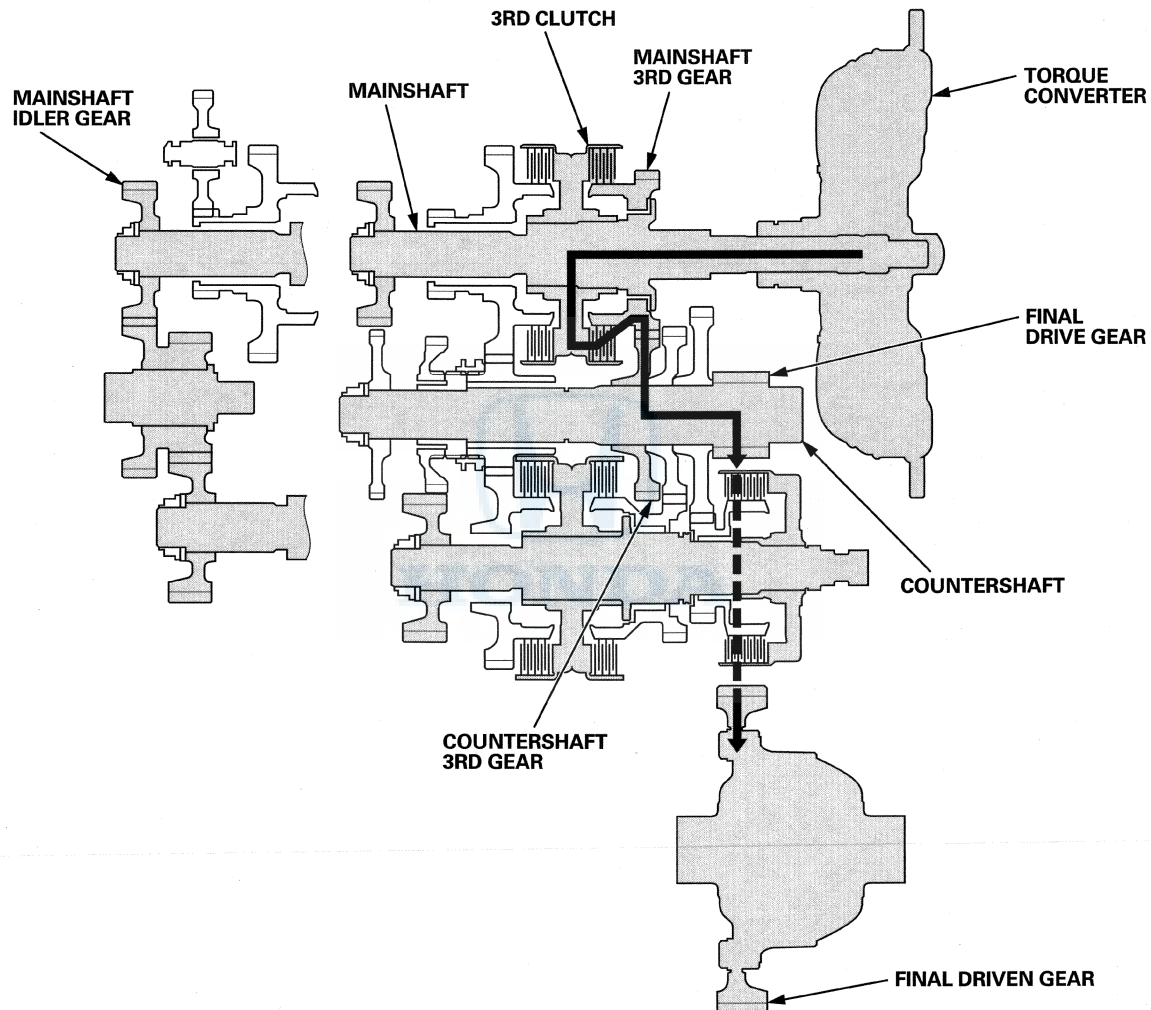 3RD CLUTCH
MAINSHAFT
3RD GEAR
TORQUE
CONVERTER
MAINSHAFT
IDLER GEAR
MAINSHAFT
FINAL
DRIVE GEAR
HONDA
COUNTERSHAFT
COUNTERSHAFT
3RD GEAR
FINAL DRIVEN GEAR